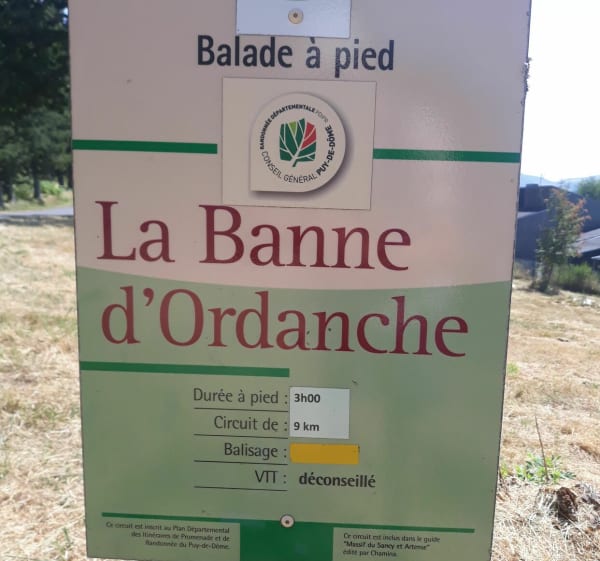 Balade à pied
RANDONNÉE DÉPARTEMENTALE PDIPR
CONSEIL GÉNÉRAL PUY-DE-DÔME
La Banne
d'Ordanche
Durée à pied : 3h00
Circuit de : 9 km
Balisage :
VTT : déconseillé
Ce circuit est inscrit au Plan Départemental
des Itinéraires de Promenade et de
Randonnée du Puy-de-Dôme.
Ce circuit est inclus dans le guide
"Massif du Sancy et Artense"
édité par Chamina.